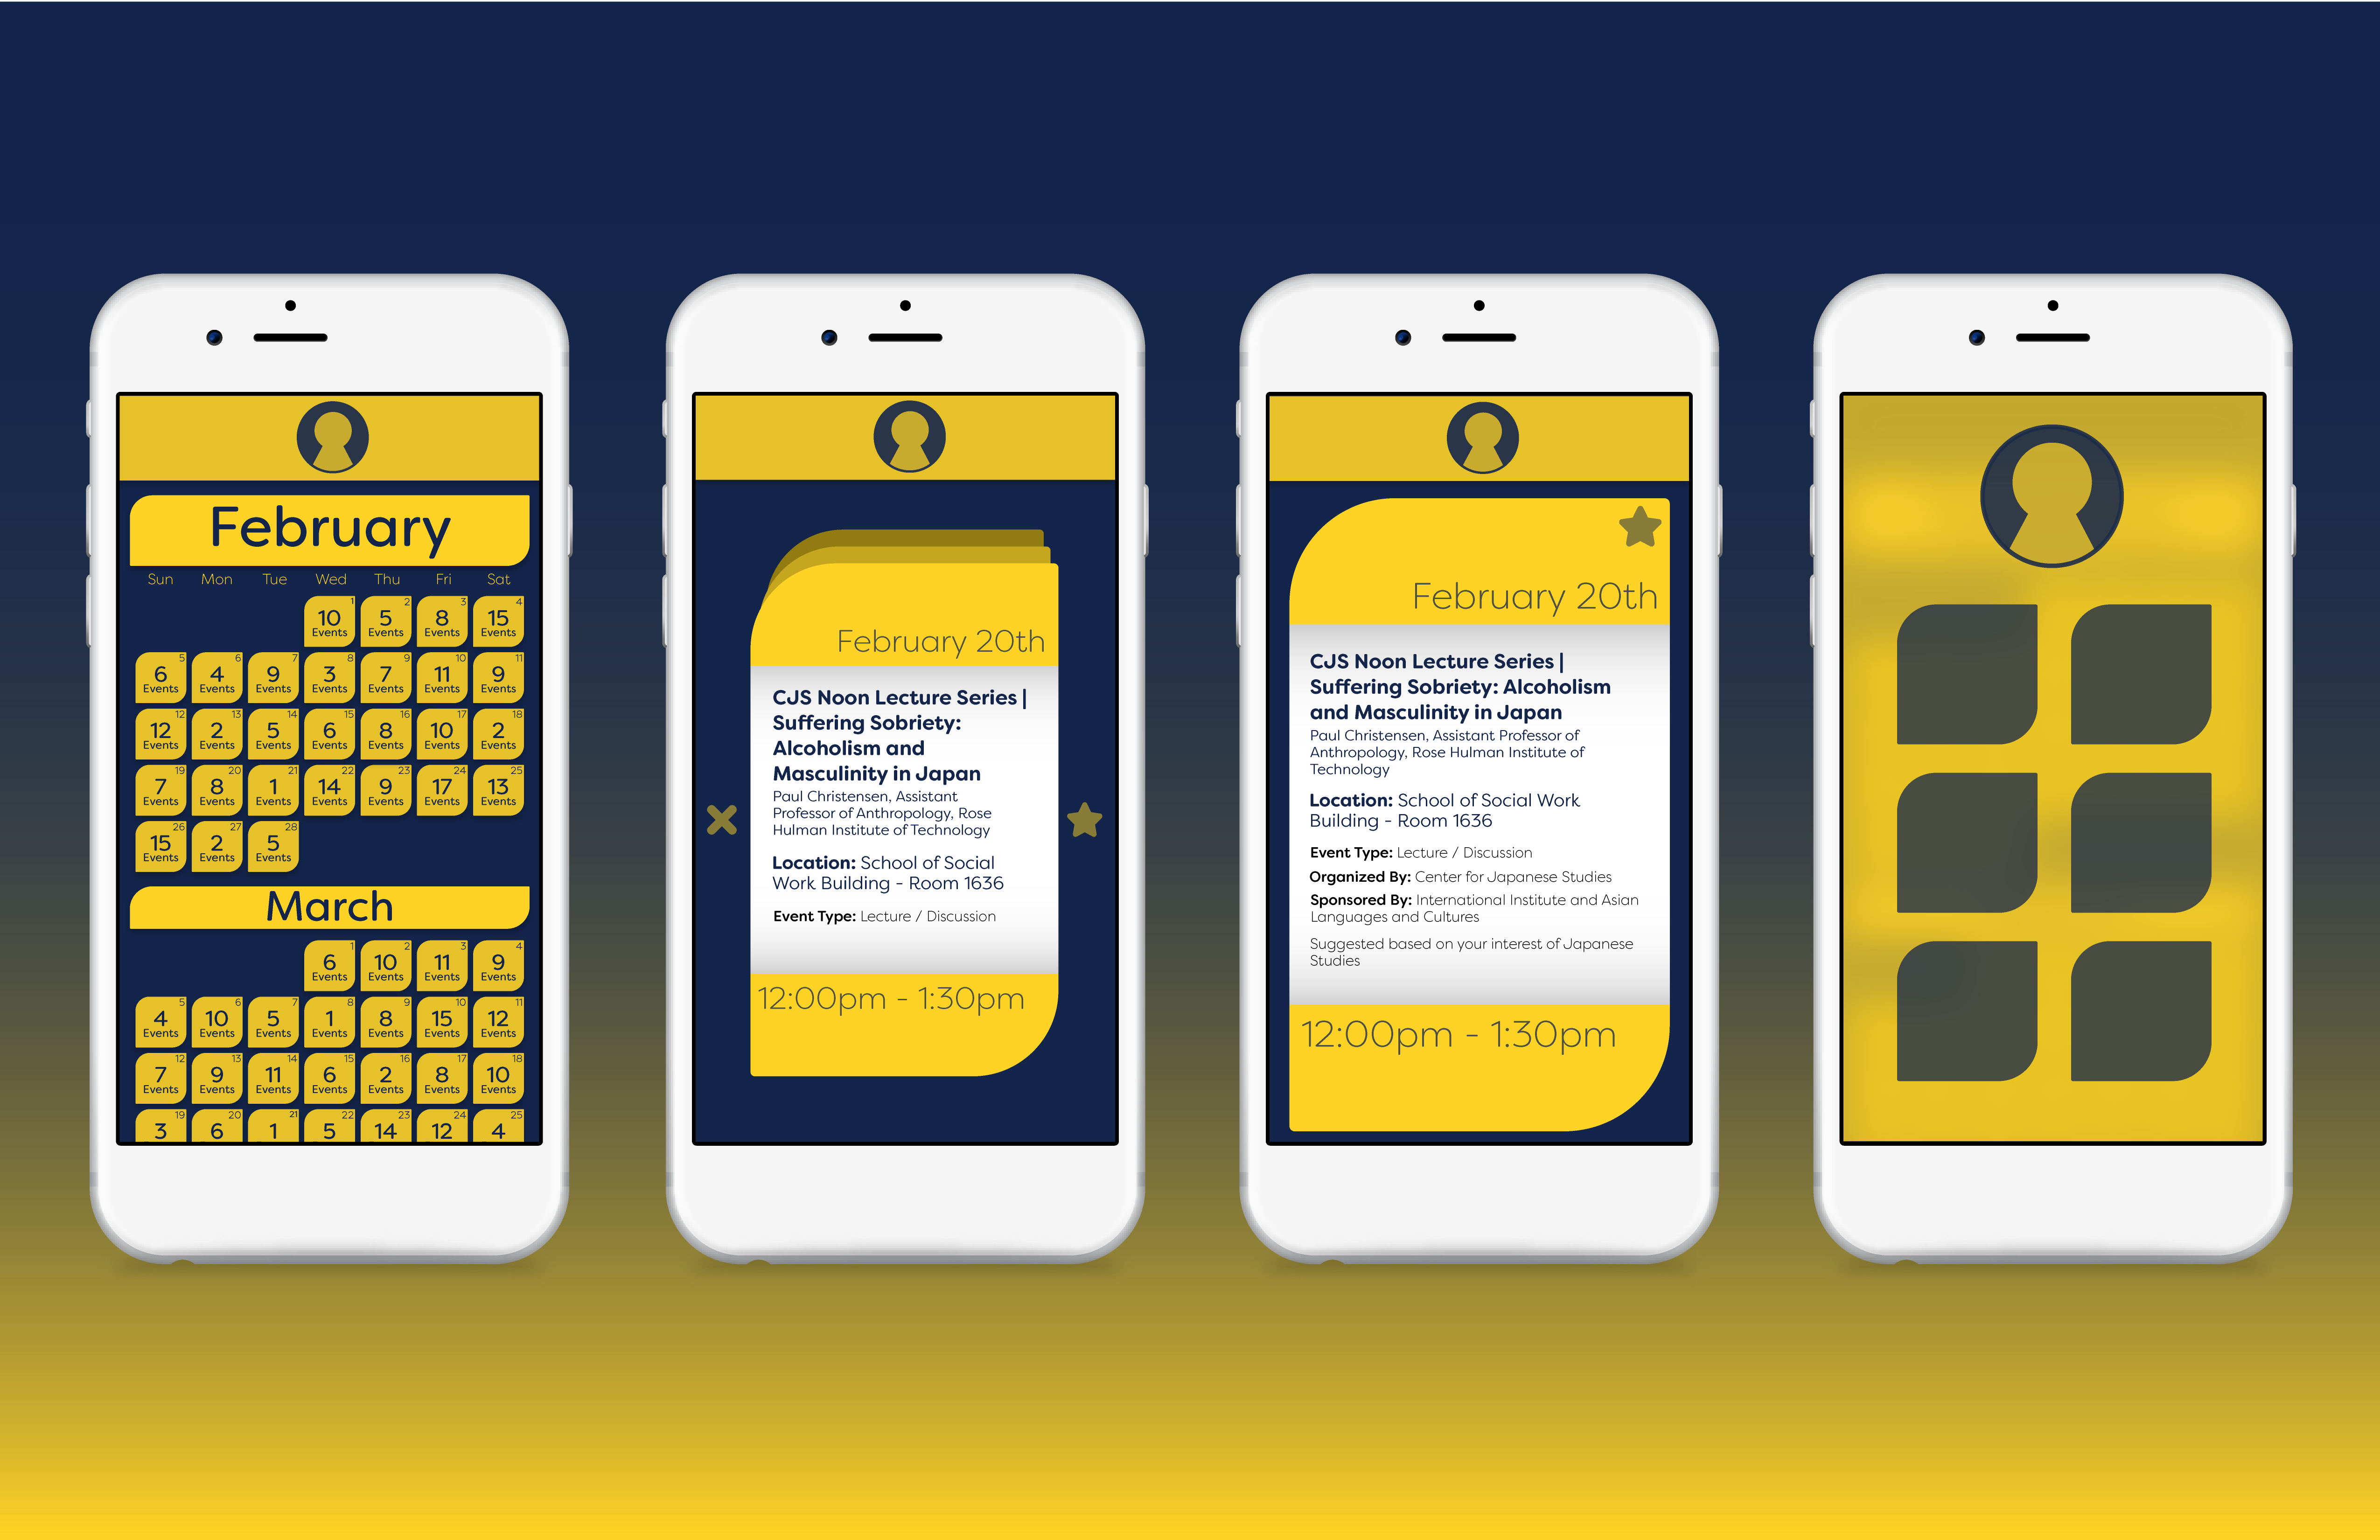 February
Sun Mon Tue Wed Thu Fri Sat
1 2 3 4
10 5 8 15
Events Events Events Events
5 6 7 8 9 10 11
6 4 9 3 7 11 9
Events Events Events Events Events Events Events
12 13 14 15 16 17 18
12 2 5 6 8 10 2
Events Events Events Events Events Events Events
19 20 21 22 23 24 25
7 8 1 14 9 17 13
Events Events Events Events Events Events Events
26 27 28
15 2 5
Events Events Events
March
1 2 3 4
6 10 11 9
Events Events Events Events
5 6 7 8 9 10 11
4 10 5 1 8 15 12
Events Events Events Events Events Events Events
12 13 14 15 16 17 18
7 9 11 6 2 8 10
Events Events Events Events Events Events Events
19 20 21 22 23 24 25
3 6 1 5 14 12 4
February 20th
CJS Noon Lecture Series |
Suffering Sobriety:
Alcoholism and
Masculinity in Japan
Paul Christensen, Assistant
Professor of Anthropology, Rose
Hulman Institute of Technology
Location: School of Social
Work Building - Room 1636
Event Type: Lecture / Discussion
12:00pm - 1:30pm
February 20th
CJS Noon Lecture Series |
Suffering Sobriety: Alcoholism
and Masculinity in Japan
Paul Christensen, Assistant Professor of
Anthropology, Rose Hulman Institute of
Technology
Location: School of Social Work
Building - Room 1636
Event Type: Lecture / Discussion
Organized By: Center for Japanese Studies
Sponsored By: International Institute and Asian
Languages and Cultures
Suggested based on your interest of Japanese
Studies
12:00pm - 1:30pm